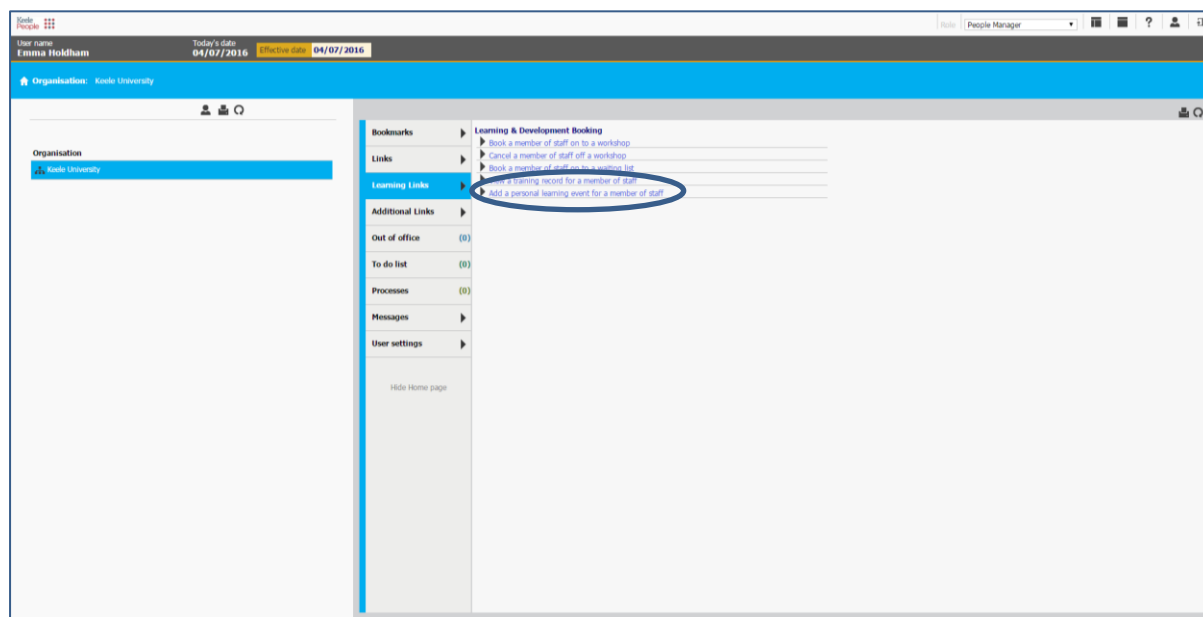 Keele
People
Role People Manager
?
User name
Emma Holdham
Today's date
04/07/2016
Effective date 04/07/2016
Organisation: Keele University
Organisation
Keele University
Bookmarks
Links
Learning Links
Additional Links
Out of office (0)
To do list (0)
Processes (0)
Messages
User settings
Hide Home page
Learning & Development Booking
Book a member of staff on to a workshop
Cancel a member of staff off a workshop
Book a member of staff on to a waiting list
a training record for a member of staff
Add a personal learning event for a member of staff